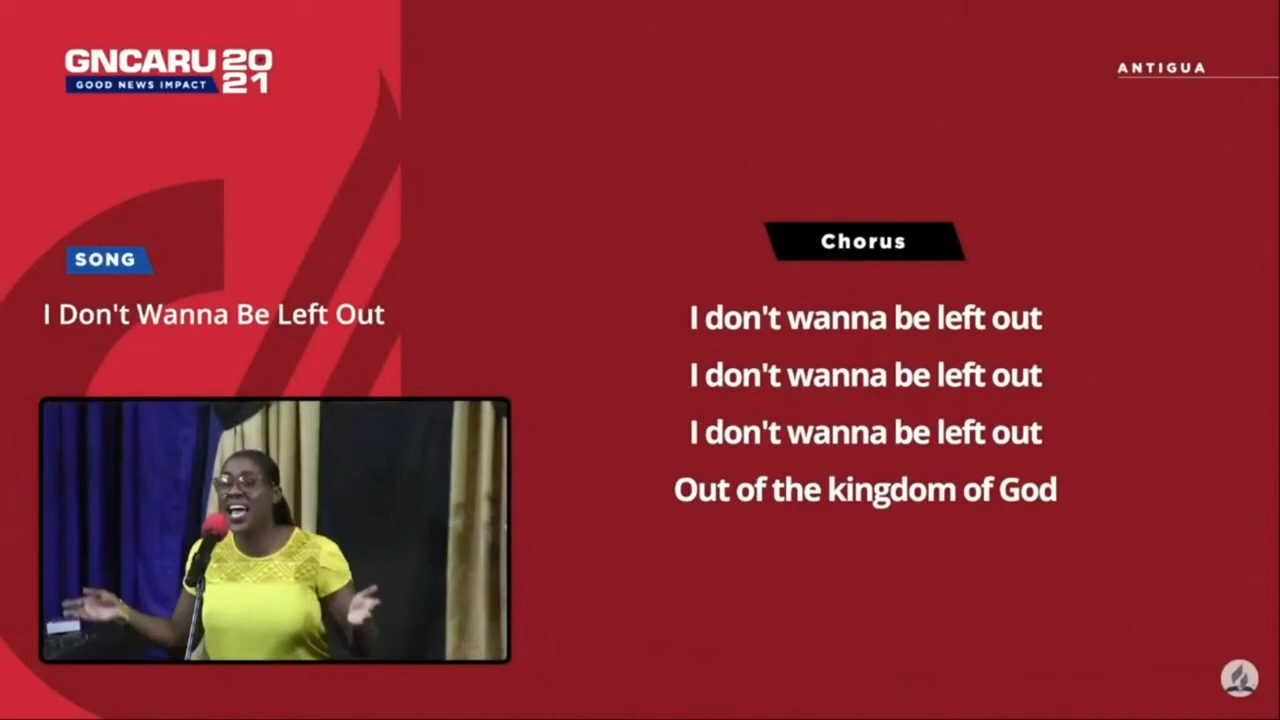 GNCARU 2021
GOOD NEWS IMPACT
ANTIGUA
SONG
I Don't Wanna Be Left Out
Chorus
I don't wanna be left out
I don't wanna be left out
I don't wanna be left out
Out of the kingdom of God